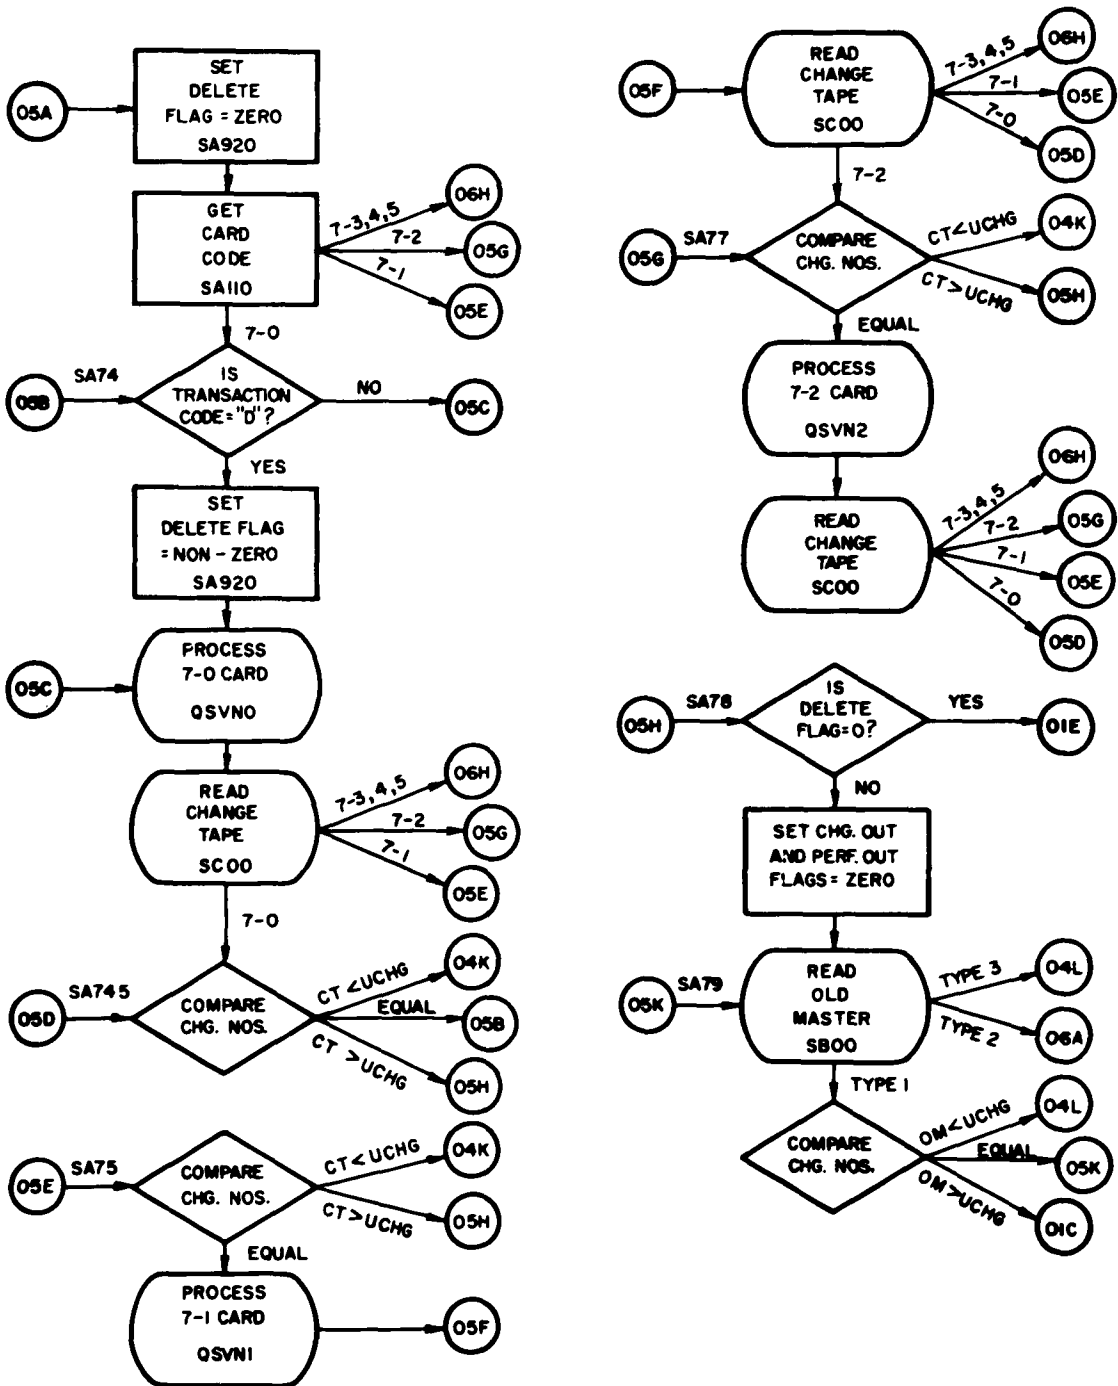 05A
SET
DELETE
FLAG = ZERO
SA920
GET
CARD
CODE
SA110
7-3,4,5
06H
7-2
05G
7-1
05E
7-0
05B
SA74
IS
TRANSACTION
CODE="D"?
NO
05C
YES
SET
DELETE FLAG
=NON-ZERO
SA920
05C
PROCESS
7-0 CARD
QSVN0
READ
CHANGE
TAPE
SC00
7-3,4,5
06H
7-2
05G
7-1
05E
7-0
05D
SA745
COMPARE
CHG. NOS.
CT<UCHG
04K
EQUAL
05B
CT >UCHG
05H
05E
SA75
COMPARE
CHG. NOS.
CT<UCHG
04K
CT>UCHG
05H
EQUAL
PROCESS
7-1 CARD
QSVN1
05F
05F
READ
CHANGE
TAPE
SC00
7-3,4,5
06H
7-1
05E
7-0
05D
7-2
05G
SA77
COMPARE
CHG. NOS.
CT<UCHG
04K
CT>UCHG
05H
EQUAL
PROCESS
7-2 CARD
QSVN2
READ
CHANGE
TAPE
SC00
7-3,4,5
06H
7-2
05G
7-1
05E
7-0
05D
05H
SA78
IS
DELETE
FLAG=0?
YES
01E
NO
SET CHG. OUT
AND PERF. OUT
FLAGS= ZERO
05K
SA79
READ
OLD
MASTER
SB00
TYPE 3
04L
TYPE 2
06A
TYPE 1
COMPARE
CHG. NOS.
OM<UCHG
04L
EQUAL
05K
OM>UCHG
01C